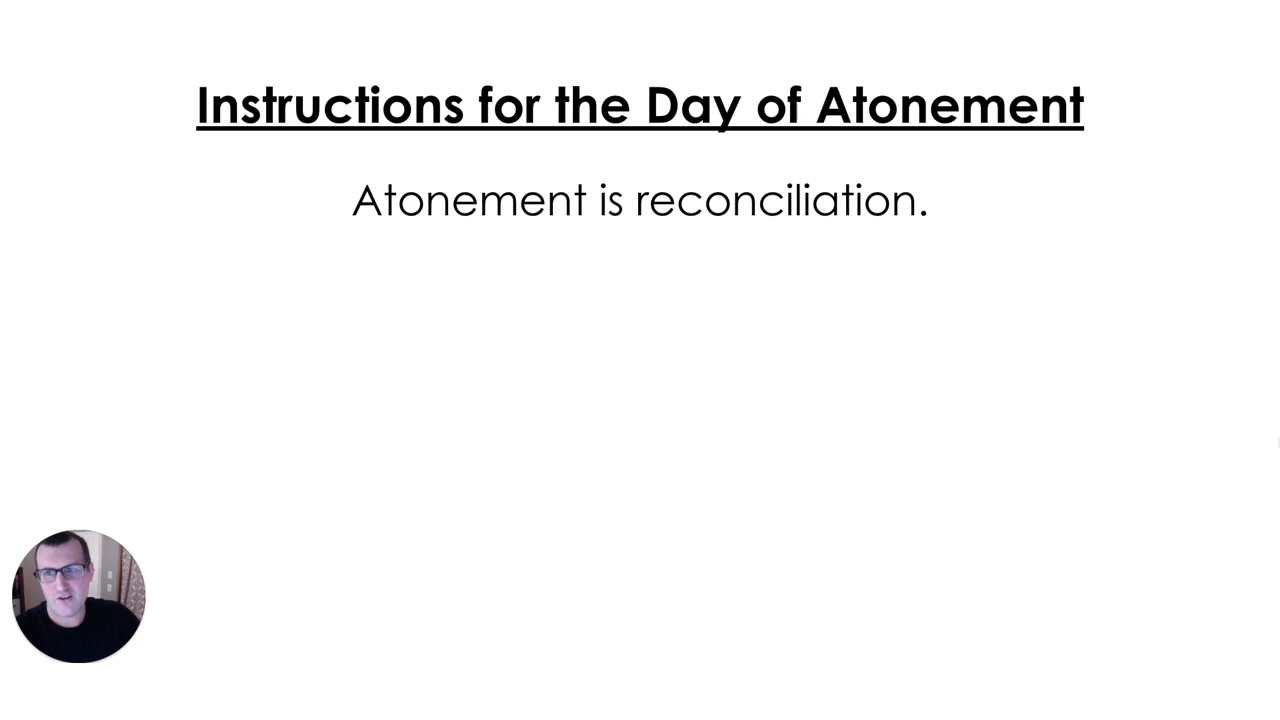 Instructions for the Day of Atonement
Atonement is reconciliation.